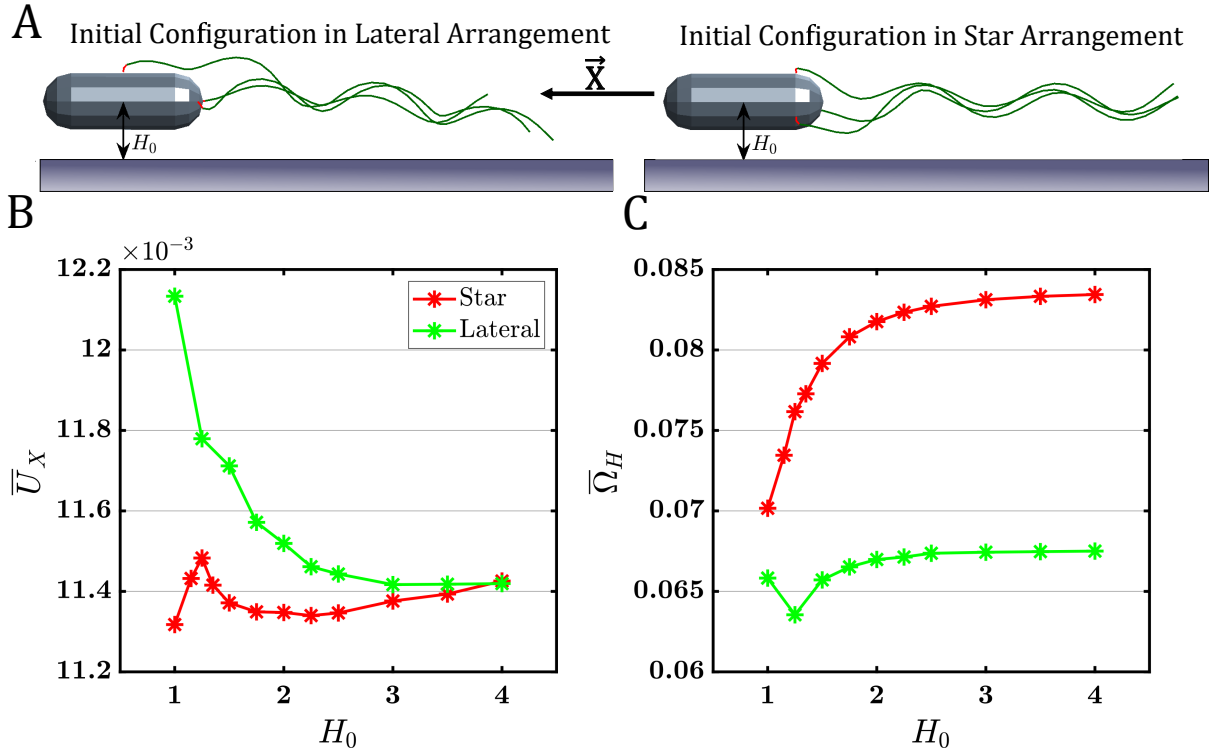 A
Initial Configuration in Lateral Arrangement
Initial Configuration in Star Arrangement
X⃗
H₀
H₀
B
C
×10⁻³
12.2
12
11.8
11.6
11.4
11.2
U̅_X
Star
Lateral
1 2 3 4
H₀
0.085
0.08
0.075
0.07
0.065
0.06
Ω̅_H
1 2 3 4
H₀